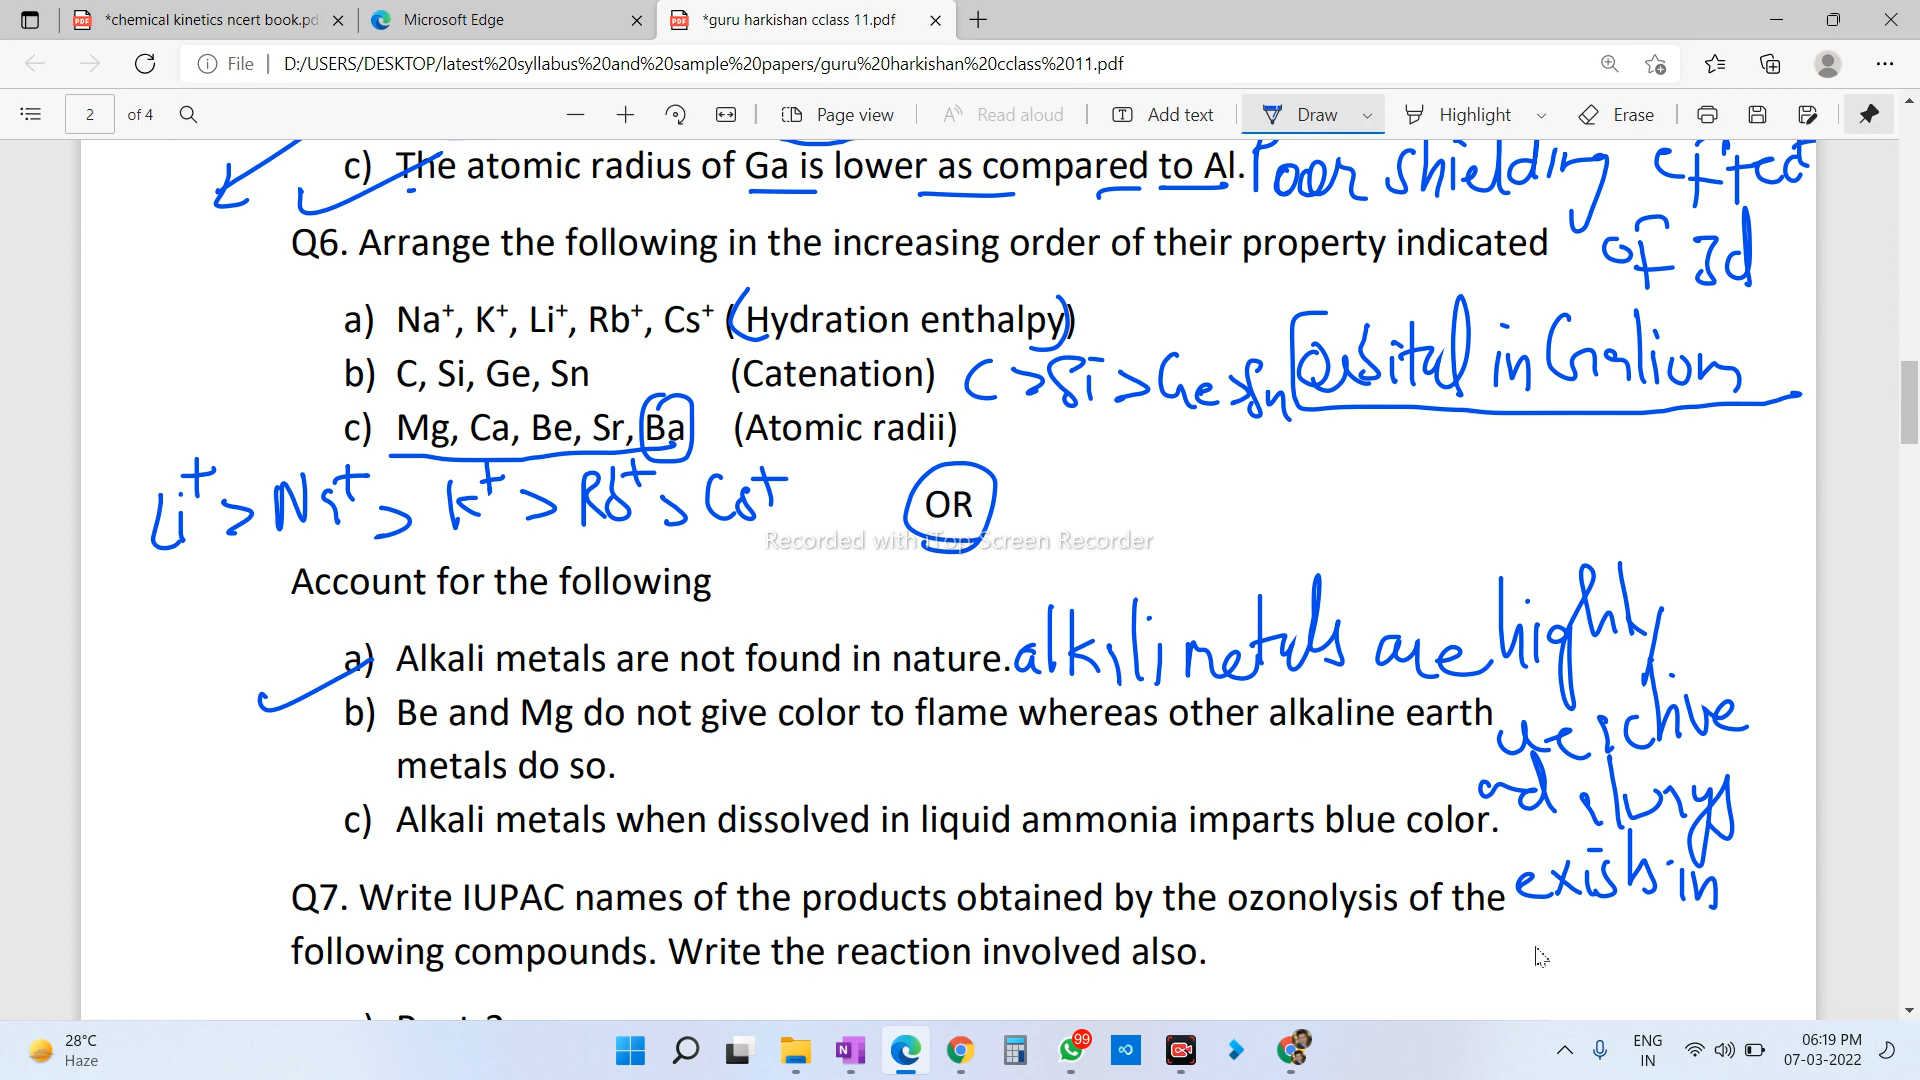 *chemical kinetics ncert book.pd
Microsoft Edge
*guru harkishan cclass 11.pdf
File
D:/USERS/DESKTOP/latest%20syllabus%20and%20sample%20papers/guru%20harkishan%20cclass%2011.pdf
2 of 4
Page view
Read aloud
Add text
Draw
Highlight
Erase
c) The atomic radius of Ga is lower as compared to Al. Poor shielding effect
of 3d
Q6. Arrange the following in the increasing order of their property indicated
a) Na⁺, K⁺, Li⁺, Rb⁺, Cs⁺ ( Hydration enthalpy)
orbital in Gallium
b) C, Si, Ge, Sn (Catenation) C > Si > Ge > Sn
c) Mg, Ca, Be, Sr, Ba (Atomic radii)
Li⁺ > Na⁺ > K⁺ > Rb⁺ > Cs⁺
OR
Recorded with iTop Screen Recorder
Account for the following
a) Alkali metals are not found in nature. alkali metals are highly
reactive
b) Be and Mg do not give color to flame whereas other alkaline earth
metals do so.
and always
c) Alkali metals when dissolved in liquid ammonia imparts blue color.
exists in
Q7. Write IUPAC names of the products obtained by the ozonolysis of the
following compounds. Write the reaction involved also.
28°C
Haze
99
ENG
IN
06:19 PM
07-03-2022